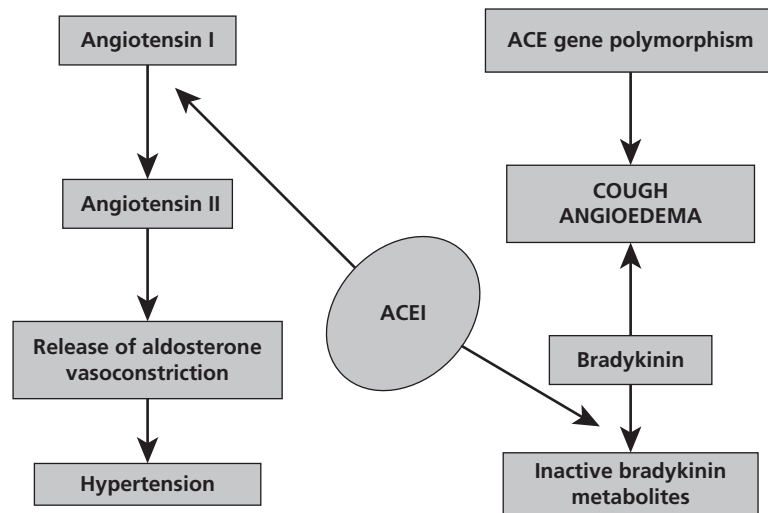 Angiotensin I
Angiotensin II
Release of aldosterone
vasoconstriction
Hypertension
ACEI
ACE gene polymorphism
COUGH
ANGIOEDEMA
Bradykinin
Inactive bradykinin
metabolites